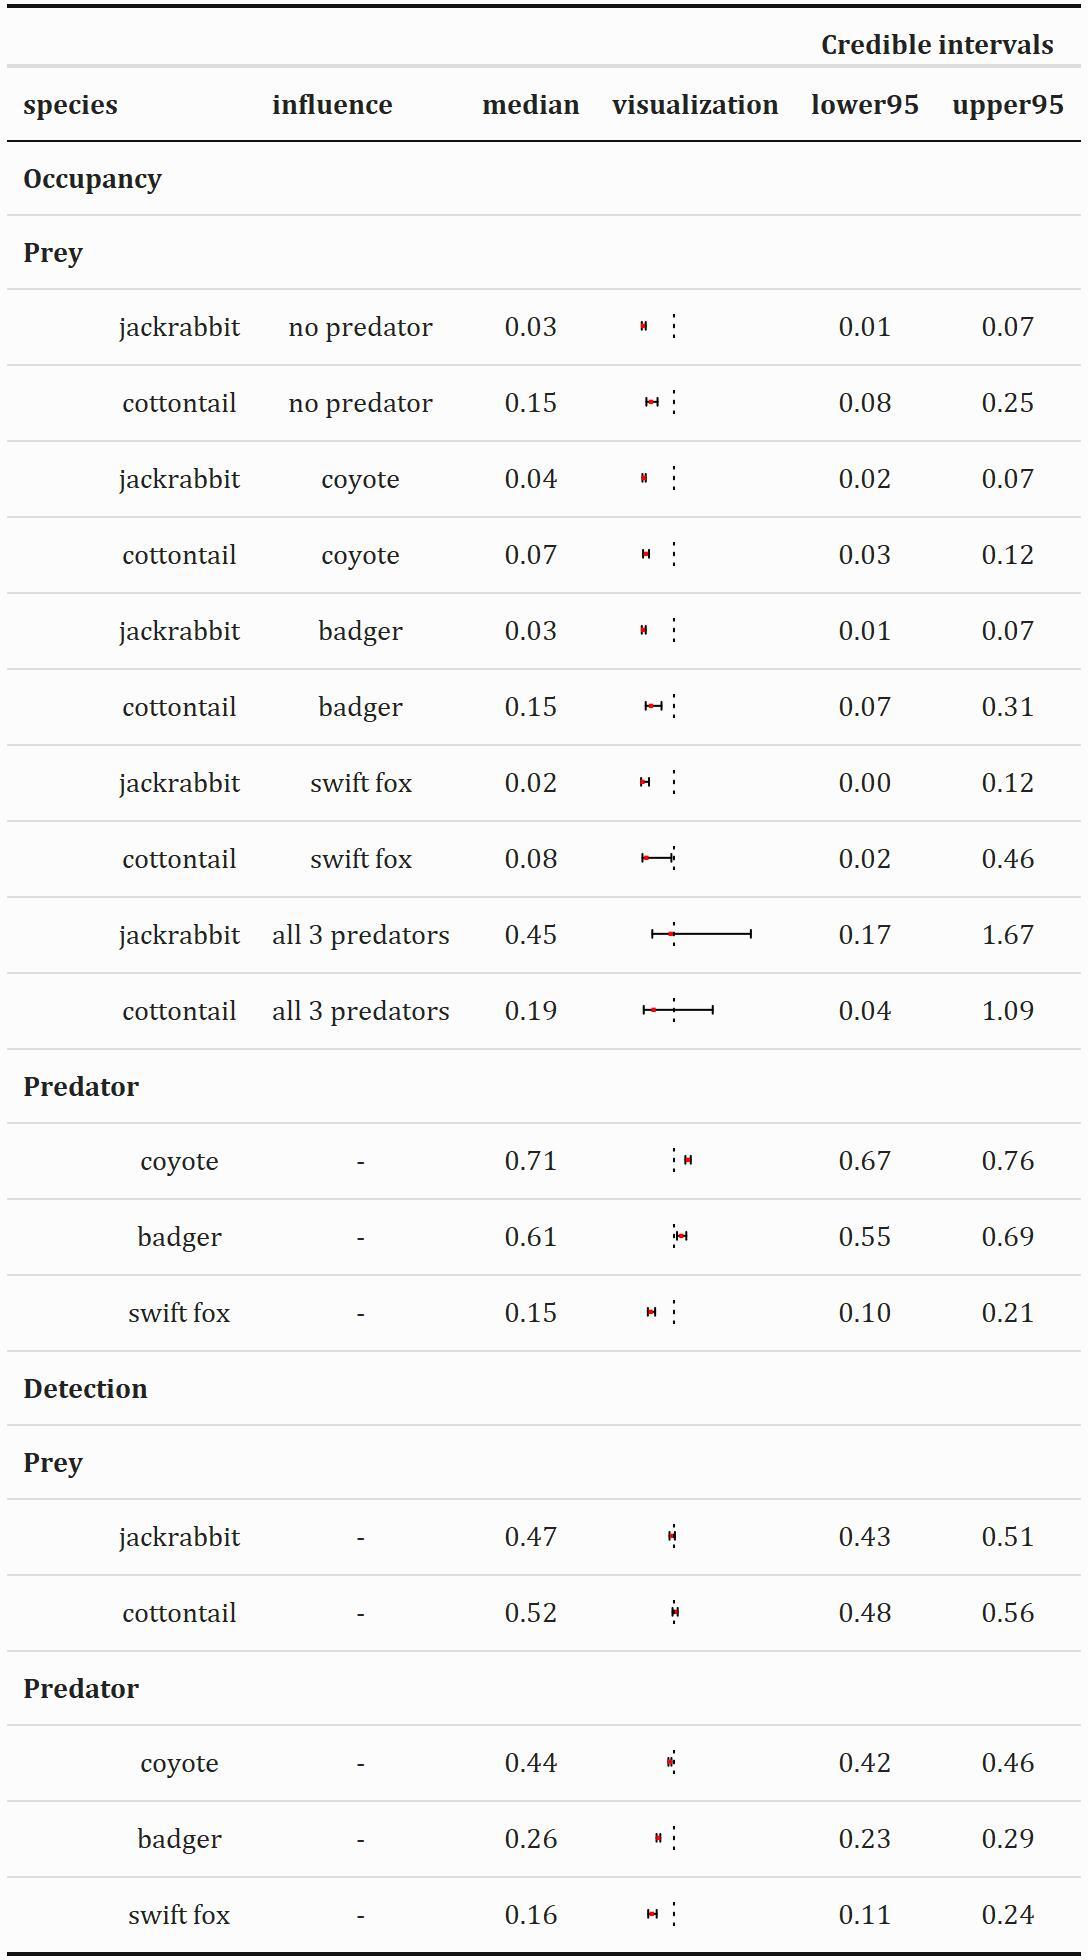 Credible intervals
species influence median visualization lower95 upper95
Occupancy
Prey
jackrabbit no predator 0.03 0.01 0.07
cottontail no predator 0.15 0.08 0.25
jackrabbit coyote 0.04 0.02 0.07
cottontail coyote 0.07 0.03 0.12
jackrabbit badger 0.03 0.01 0.07
cottontail badger 0.15 0.07 0.31
jackrabbit swift fox 0.02 0.00 0.12
cottontail swift fox 0.08 0.02 0.46
jackrabbit all 3 predators 0.45 0.17 1.67
cottontail all 3 predators 0.19 0.04 1.09
Predator
coyote - 0.71 0.67 0.76
badger - 0.61 0.55 0.69
swift fox - 0.15 0.10 0.21
Detection
Prey
jackrabbit - 0.47 0.43 0.51
cottontail - 0.52 0.48 0.56
Predator
coyote - 0.44 0.42 0.46
badger - 0.26 0.23 0.29
swift fox - 0.16 0.11 0.24